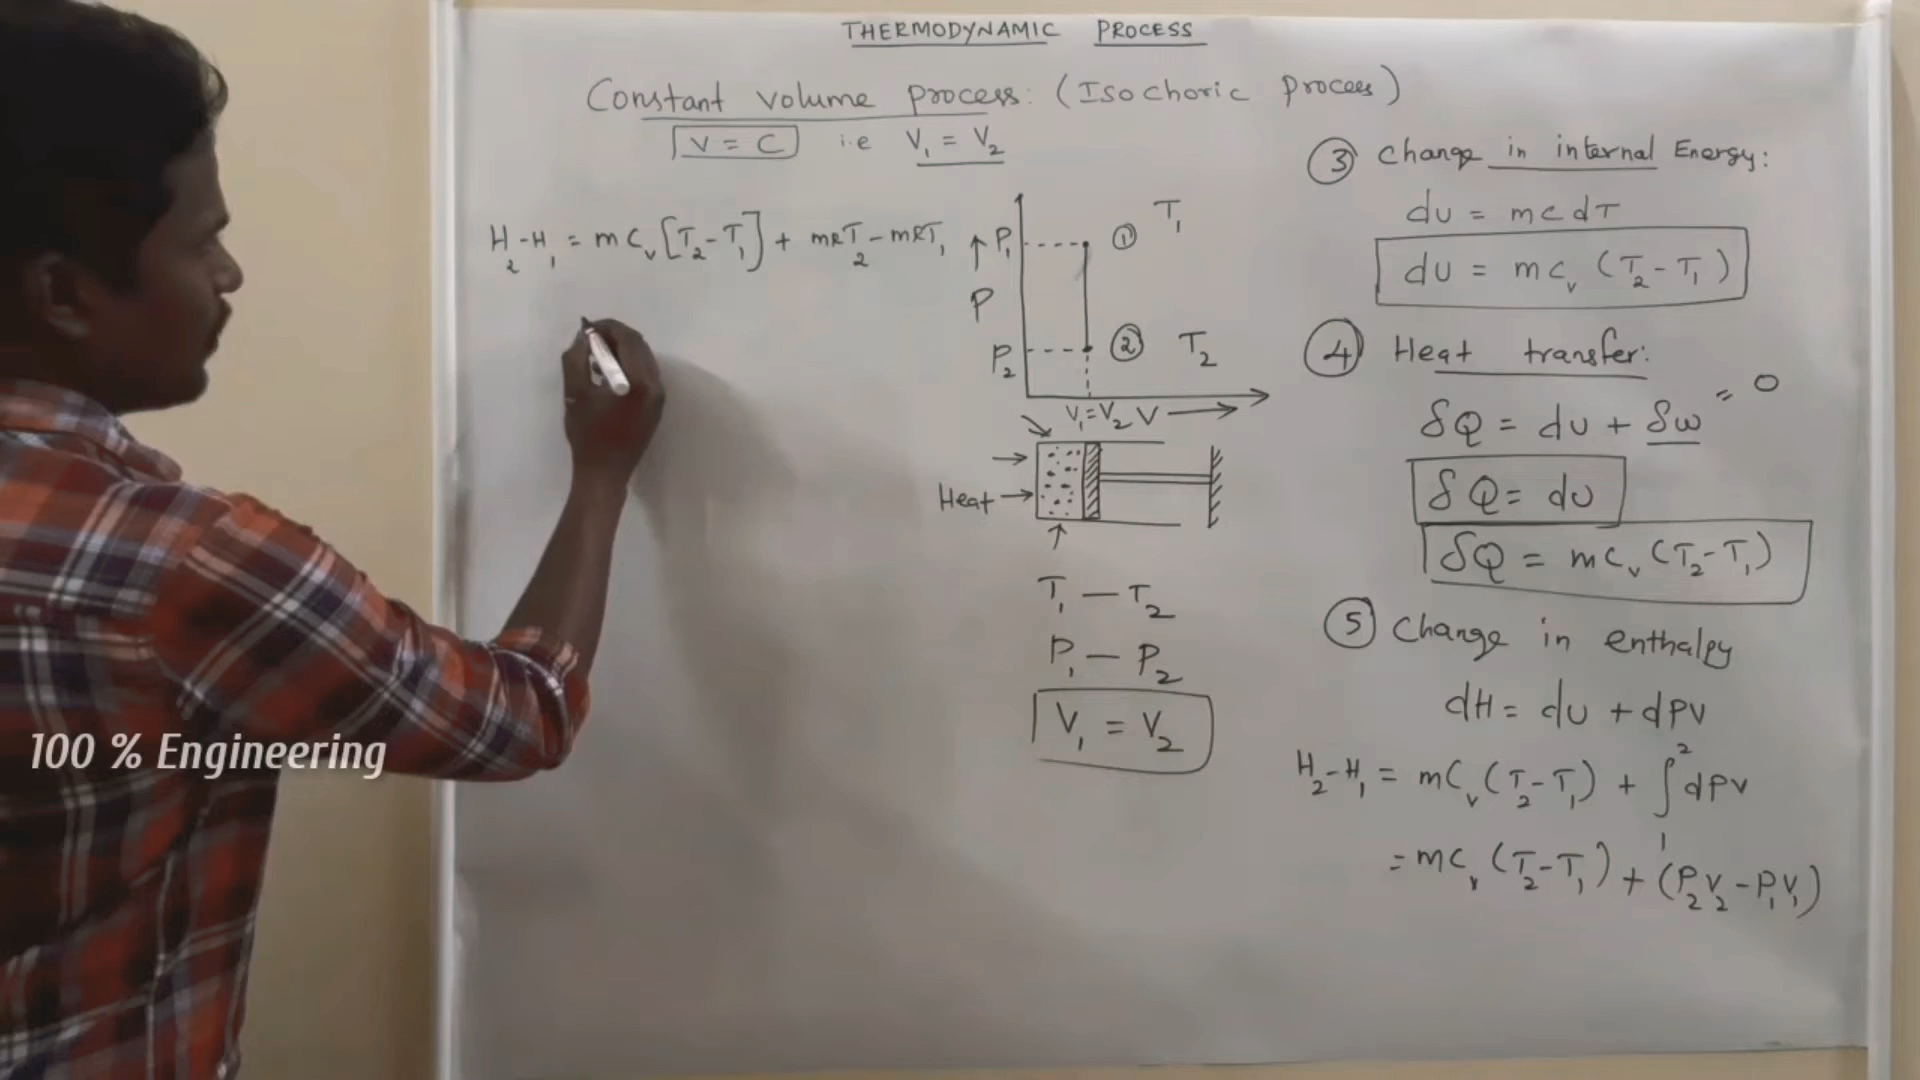 THERMODYNAMIC PROCESS
Constant volume process: (Isochoric Process)
V = C i.e V₁ = V₂
H₂-H₁ = mCᵥ[T₂-T₁] + mRT₂-mRT₁
P₁ ① T₁
P
P₂ ② T₂
V₁=V₂ V
Heat
T₁ — T₂
P₁ — P₂
V₁ = V₂
③ Change in internal Energy:
du = mcdT
du = mcᵥ (T₂-T₁)
④ Heat transfer:
δQ = du + δω = 0
δQ = du
δQ = mcᵥ (T₂-T₁)
⑤ Change in enthalpy
dH = du + dPV
H₂-H₁ = mCᵥ(T₂-T₁) + ∫₁² dPV
= mCᵥ(T₂-T₁) + (P₂V₂-P₁V₁)
100 % Engineering